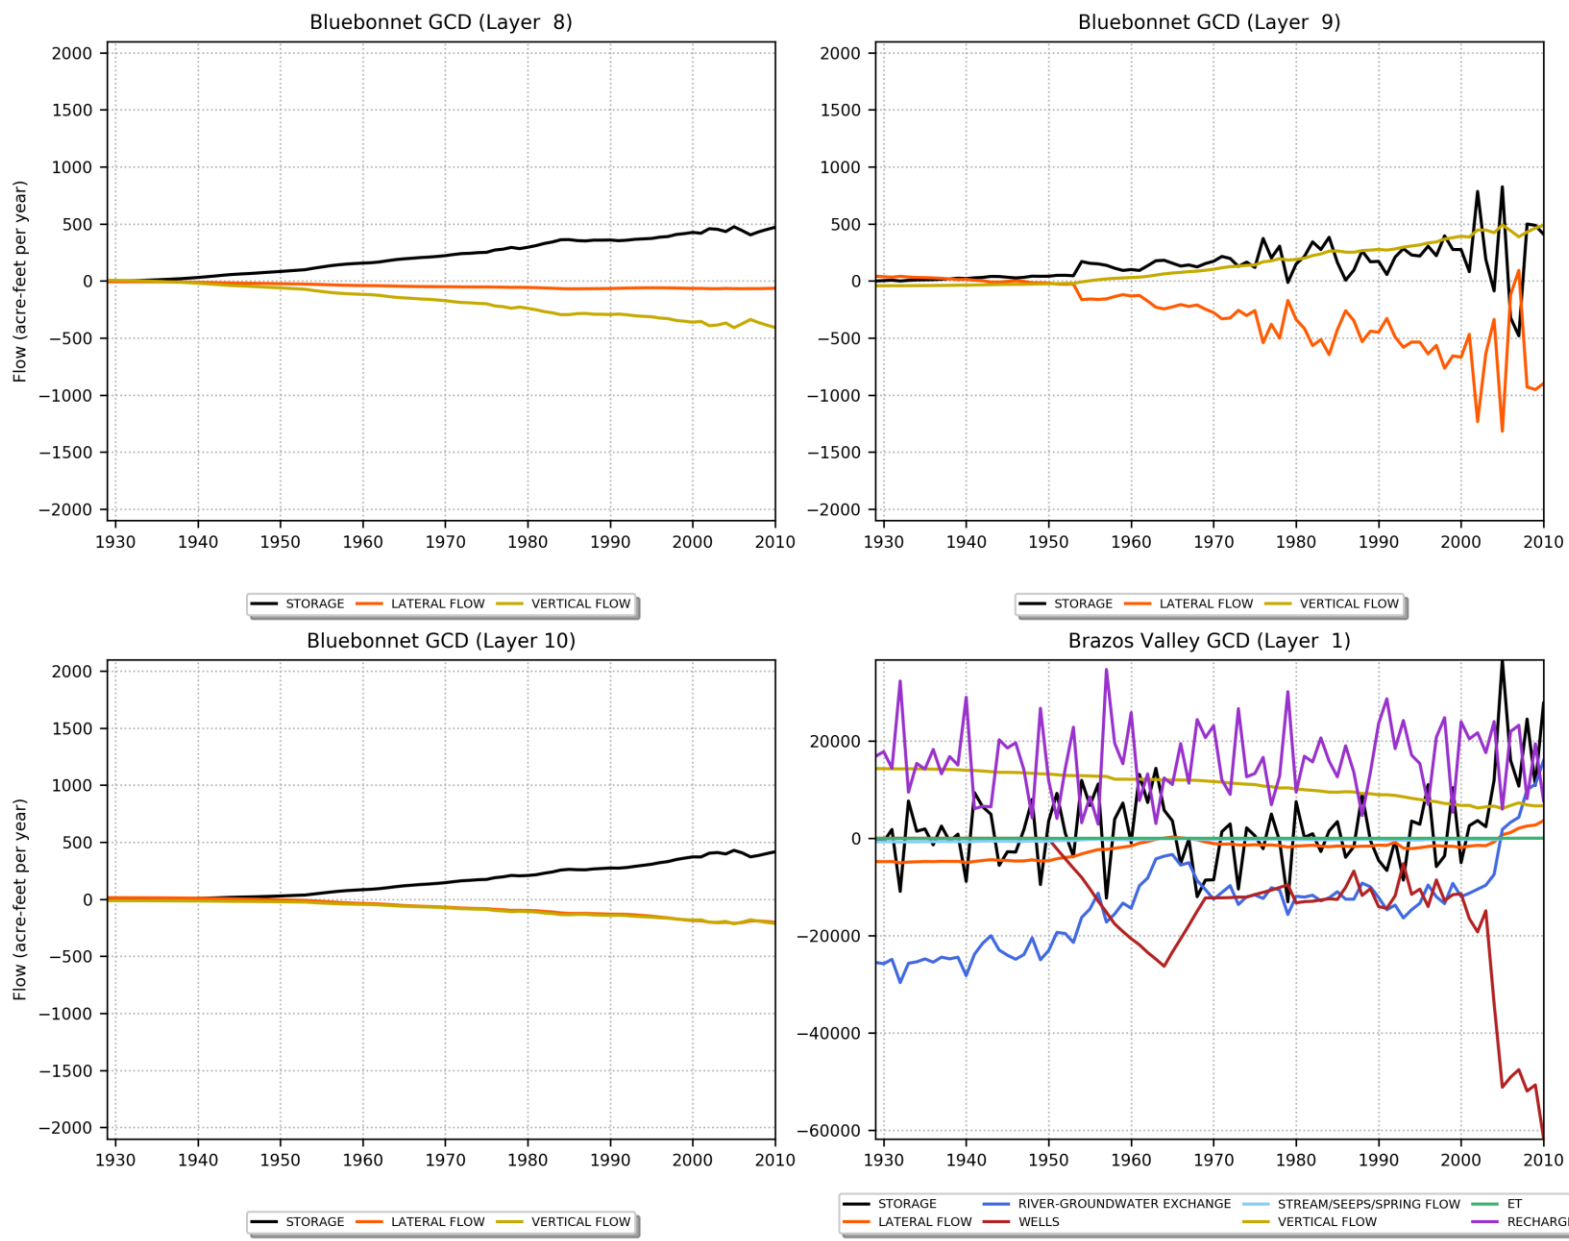 Bluebonnet GCD (Layer  8)
Flow (acre-feet per year)
2000
1500
1000
500
0
−500
−1000
−1500
−2000
1930 1940 1950 1960 1970 1980 1990 2000 2010
STORAGE LATERAL FLOW VERTICAL FLOW
Bluebonnet GCD (Layer  9)
2000
1500
1000
500
0
−500
−1000
−1500
−2000
1930 1940 1950 1960 1970 1980 1990 2000 2010
STORAGE LATERAL FLOW VERTICAL FLOW
Bluebonnet GCD (Layer 10)
Flow (acre-feet per year)
2000
1500
1000
500
0
−500
−1000
−1500
−2000
1930 1940 1950 1960 1970 1980 1990 2000 2010
STORAGE LATERAL FLOW VERTICAL FLOW
Brazos Valley GCD (Layer  1)
20000
0
−20000
−40000
−60000
1930 1940 1950 1960 1970 1980 1990 2000 2010
STORAGE RIVER-GROUNDWATER EXCHANGE STREAM/SEEPS/SPRING FLOW ET
LATERAL FLOW WELLS VERTICAL FLOW RECHARGE